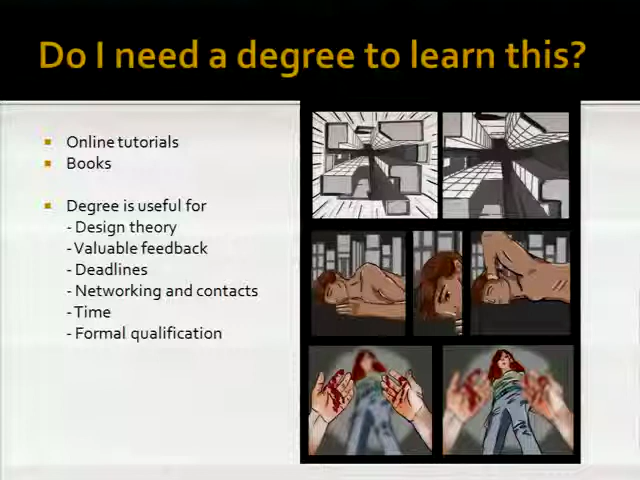 Do I need a degree to learn this?
Online tutorials
Books
Degree is useful for
- Design theory
- Valuable feedback
- Deadlines
- Networking and contacts
- Time
- Formal qualification